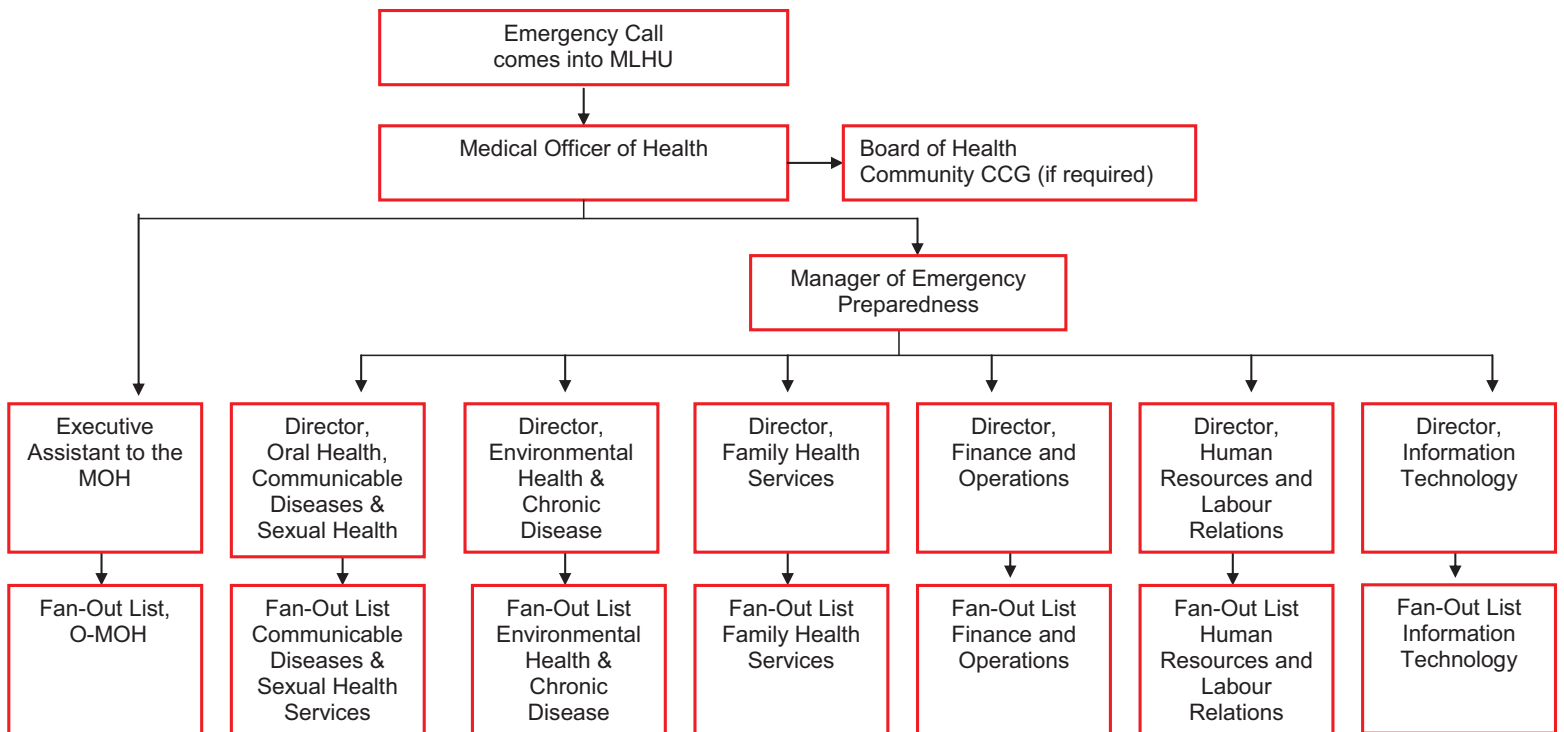 Emergency Call
comes into MLHU
Medical Officer of Health
Board of Health
Community CCG (if required)
Manager of Emergency
Preparedness
Executive
Assistant to the
MOH
Director,
Oral Health,
Communicable
Diseases &
Sexual Health
Director,
Environmental
Health &
Chronic
Disease
Director,
Family Health
Services
Director,
Finance and
Operations
Director,
Human
Resources and
Labour
Relations
Director,
Information
Technology
Fan-Out List,
O-MOH
Fan-Out List
Communicable
Diseases &
Sexual Health
Services
Fan-Out List
Environmental
Health &
Chronic
Disease
Fan-Out List
Family Health
Services
Fan-Out List
Finance and
Operations
Fan-Out List
Human
Resources and
Labour
Relations
Fan-Out List
Information
Technology